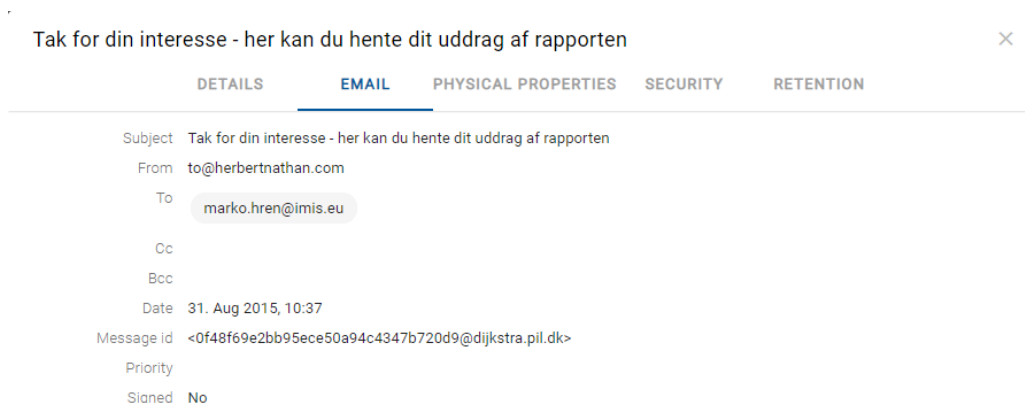 Tak for din interesse - her kan du hente dit uddrag af rapporten
DETAILS EMAIL PHYSICAL PROPERTIES SECURITY RETENTION
Subject Tak for din interesse - her kan du hente dit uddrag af rapporten
From to@herbertnathan.com
To marko.hren@imis.eu
Cc
Bcc
Date 31. Aug 2015, 10:37
Message id <0f48f69e2bb95ece50a94c4347b720d9@dijkstra.pil.dk>
Priority
Signed No